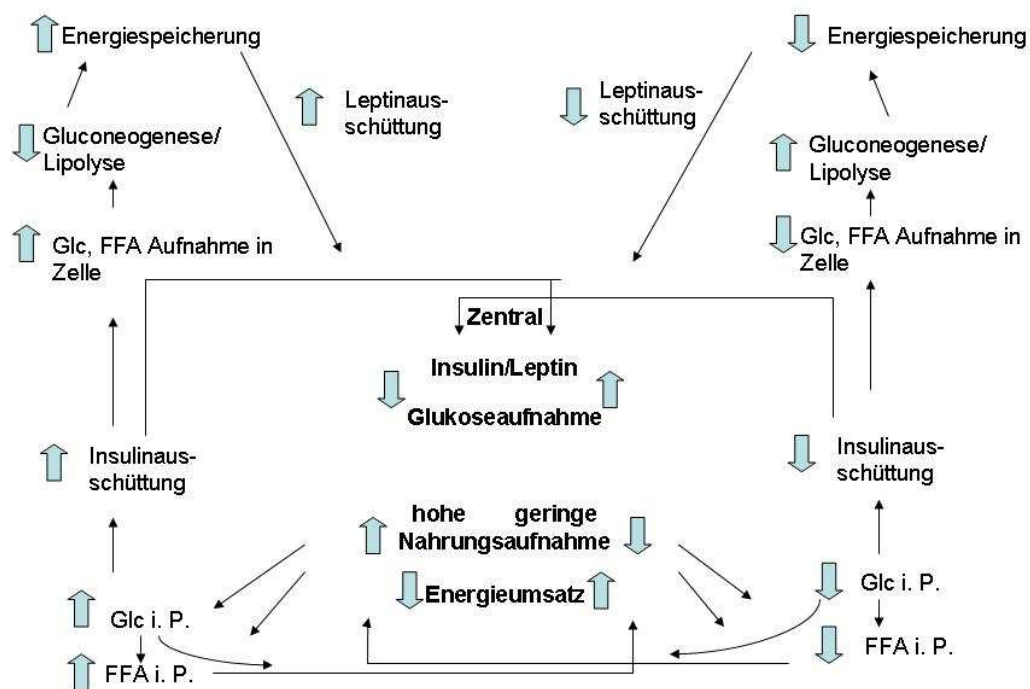 Energiespeicherung
Leptinaus-
schüttung
Gluconeogenese/
Lipolyse
Glc, FFA Aufnahme in
Zelle
Insulinaus-
schüttung
Glc i. P.
FFA i. P.
Zentral
Insulin/Leptin
Glukoseaufnahme
hohe geringe
Nahrungsaufnahme
Energieumsatz
Energiespeicherung
Leptinaus-
schüttung
Gluconeogenese/
Lipolyse
Glc, FFA Aufnahme in
Zelle
Insulinaus-
schüttung
Glc i. P.
FFA i. P.